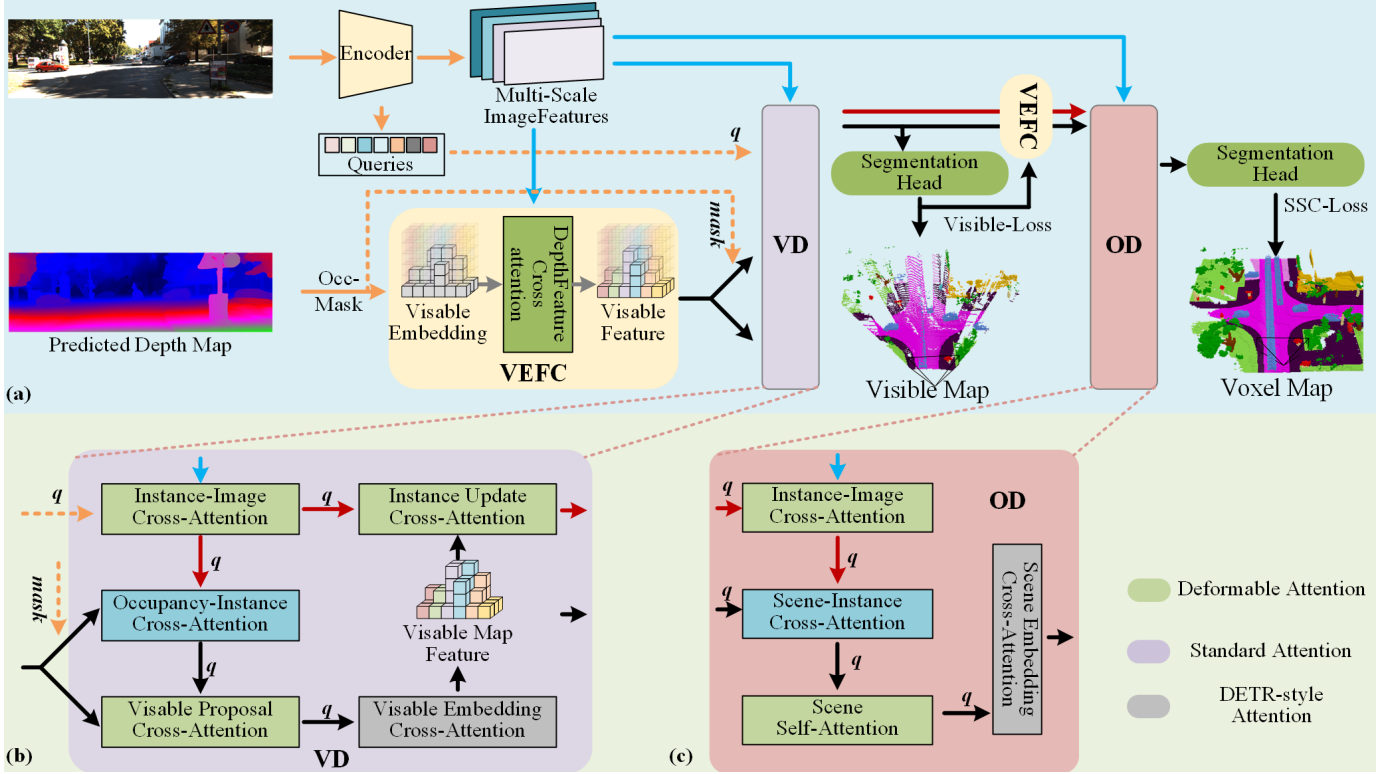 Encoder
Multi-Scale
ImageFeatures
Queries
q
VEFC
Segmentation
Head
Segmentation
Head
SSC-Loss
mask
VD
Visible-Loss
OD
Occ-
Mask
DepthFeature
Cross
attention
Visable
Embedding
Visable
Feature
VEFC
Predicted Depth Map
Visible Map
Voxel Map
(a)
q
Instance-Image
Cross-Attention
q
Instance Update
Cross-Attention
q
mask
Occupancy-Instance
Cross-Attention
Visable Map
Feature
q
Visable Proposal
Cross-Attention
q
Visable Embedding
Cross-Attention
(b)
VD
q
Instance-Image
Cross-Attention
OD
q
q
Scene-Instance
Cross-Attention
Scene Embedding
Cross-Attention
q
Scene
Self-Attention
q
(c)
Deformable Attention
Standard Attention
DETR-style
Attention